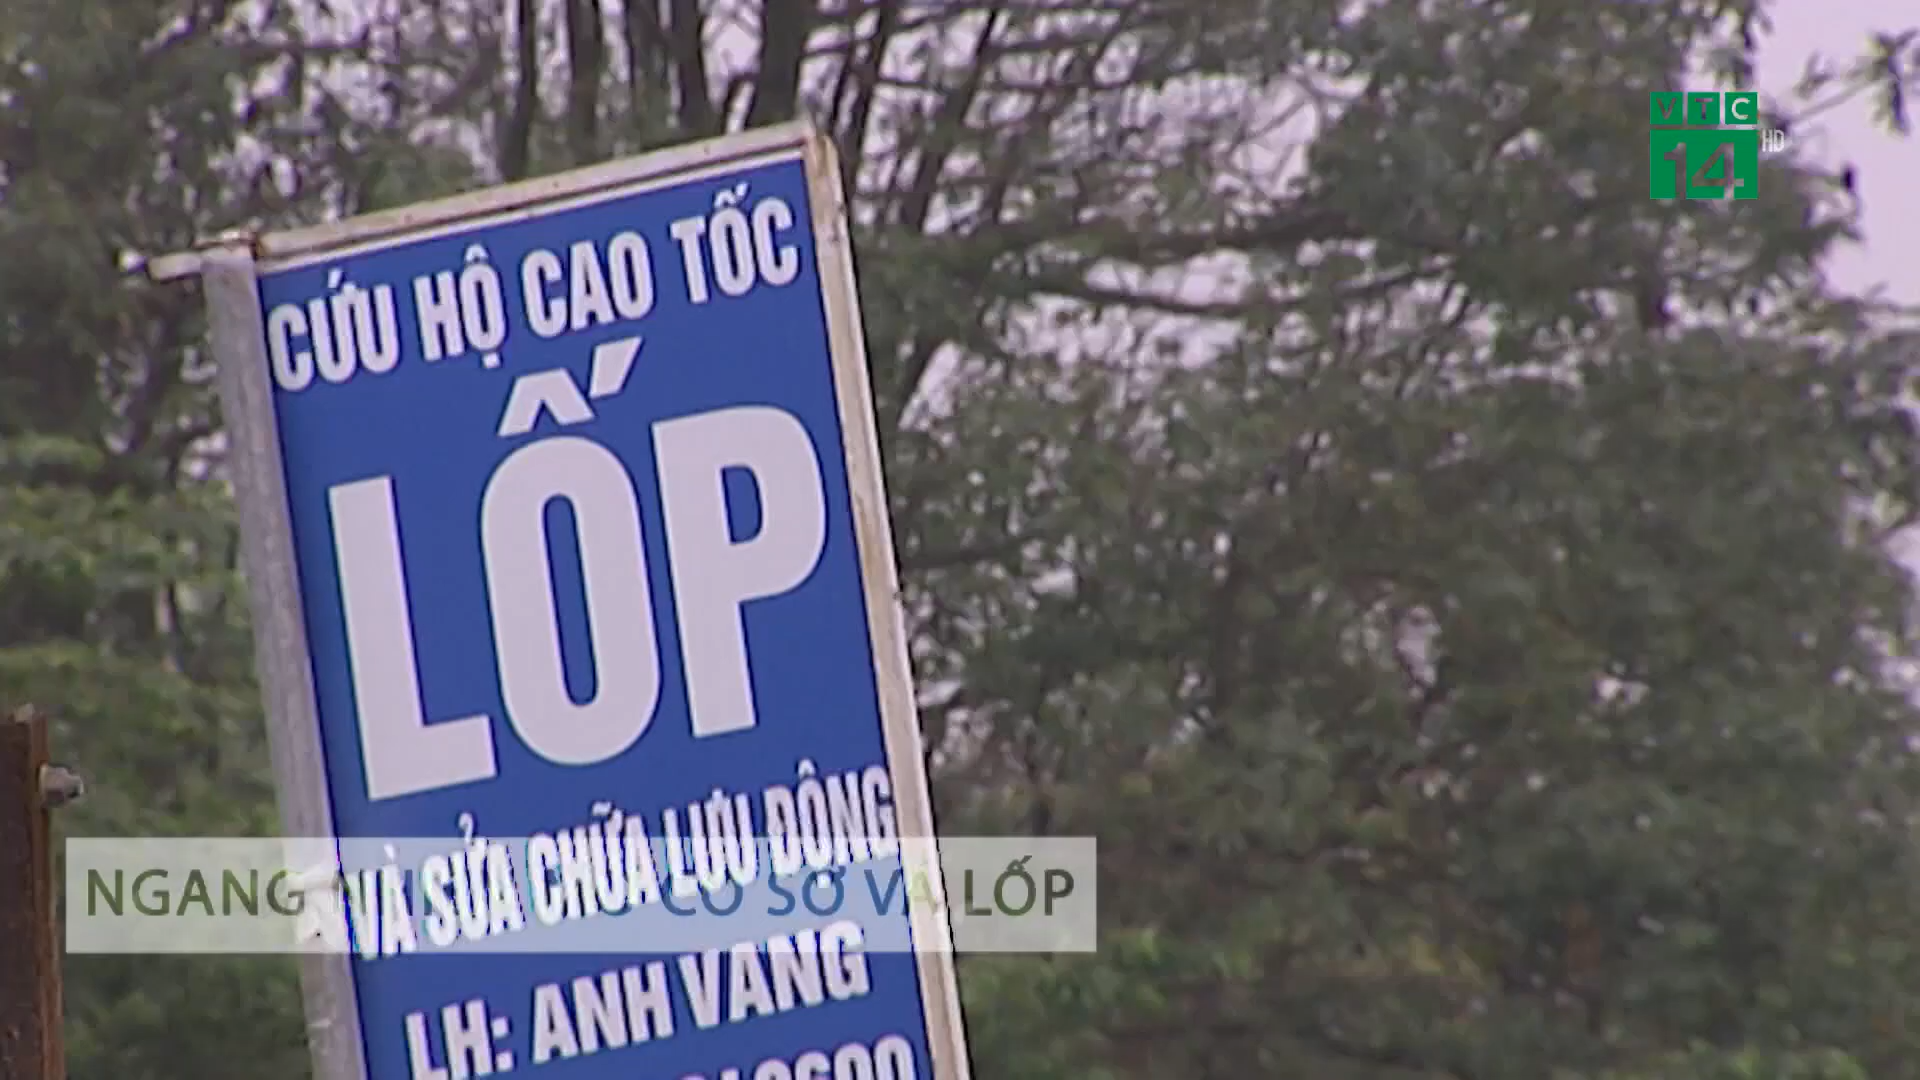 VTC
14 HD
CỨU HỘ CAO TỐC
LỐP
VÀ SỬA CHỮA LƯU ĐỘNG
NGANG CƠ SỞ VÁ LỐP
LH: ANH VANG